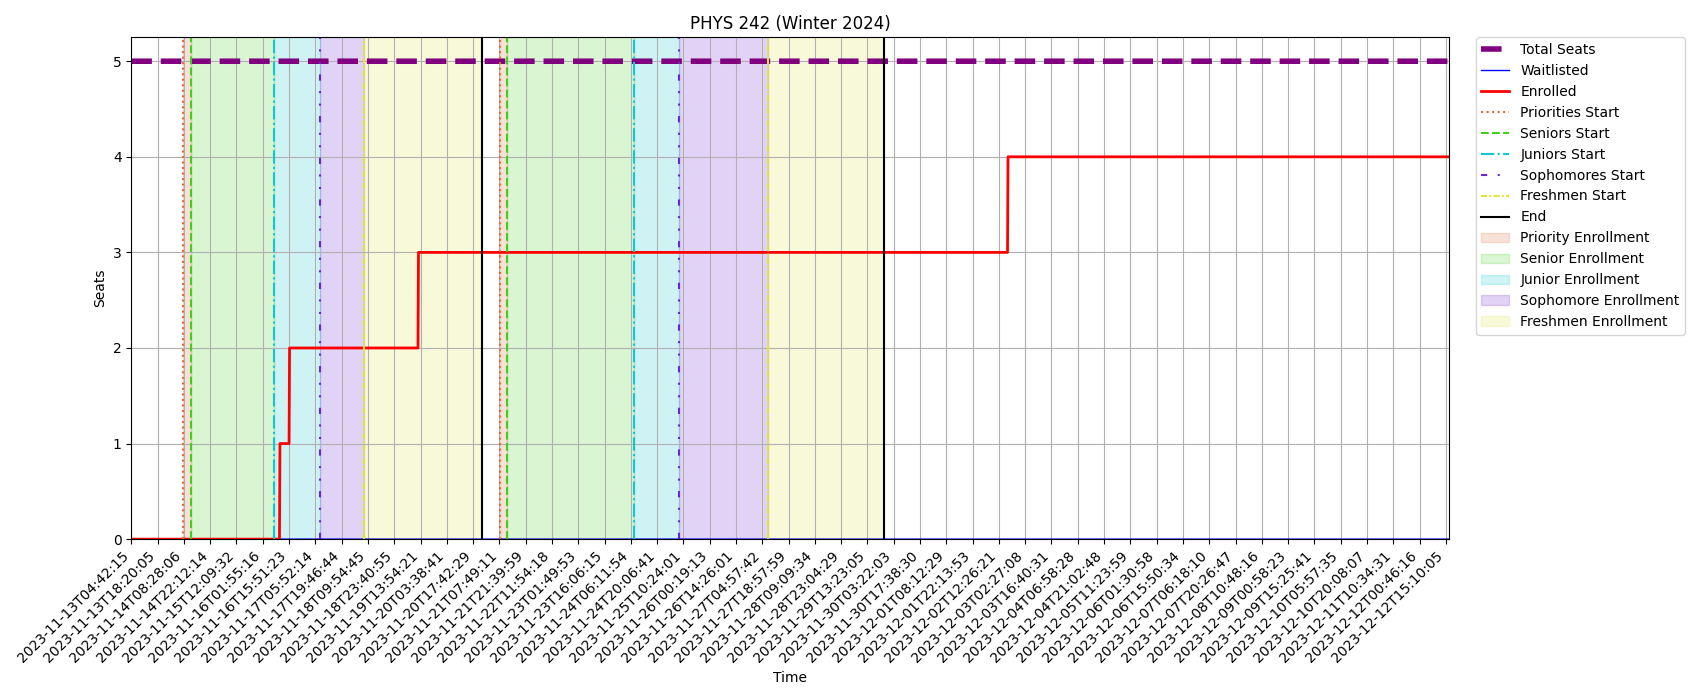 PHYS 242 (Winter 2024)
Seats
5
4
3
2
1
0
2023-11-13T04:42:15
2023-11-13T18:20:05
2023-11-14T08:28:06
2023-11-14T22:12:14
2023-11-15T12:09:32
2023-11-16T01:55:16
2023-11-16T15:51:23
2023-11-17T05:52:14
2023-11-17T19:46:44
2023-11-18T09:54:45
2023-11-18T23:40:55
2023-11-19T13:54:21
2023-11-20T03:38:41
2023-11-20T17:42:29
2023-11-21T07:49:11
2023-11-21T21:39:59
2023-11-22T11:54:18
2023-11-23T01:49:53
2023-11-23T16:06:15
2023-11-24T06:11:54
2023-11-24T20:06:41
2023-11-25T10:24:01
2023-11-26T00:19:13
2023-11-26T14:26:01
2023-11-27T04:57:42
2023-11-27T18:57:59
2023-11-28T09:09:34
2023-11-28T23:04:29
2023-11-29T13:23:05
2023-11-30T03:22:03
2023-11-30T17:38:30
2023-12-01T08:12:29
2023-12-01T22:13:53
2023-12-02T12:26:21
2023-12-03T02:27:08
2023-12-03T16:40:31
2023-12-04T06:58:28
2023-12-04T21:02:48
2023-12-05T11:23:59
2023-12-06T01:30:58
2023-12-06T15:50:34
2023-12-07T06:18:10
2023-12-07T20:26:47
2023-12-08T10:48:16
2023-12-09T00:58:23
2023-12-09T15:25:41
2023-12-10T05:57:35
2023-12-10T20:08:07
2023-12-11T10:34:31
2023-12-12T00:46:16
2023-12-12T15:10:05
Time
Total Seats
Waitlisted
Enrolled
Priorities Start
Seniors Start
Juniors Start
Sophomores Start
Freshmen Start
End
Priority Enrollment
Senior Enrollment
Junior Enrollment
Sophomore Enrollment
Freshmen Enrollment